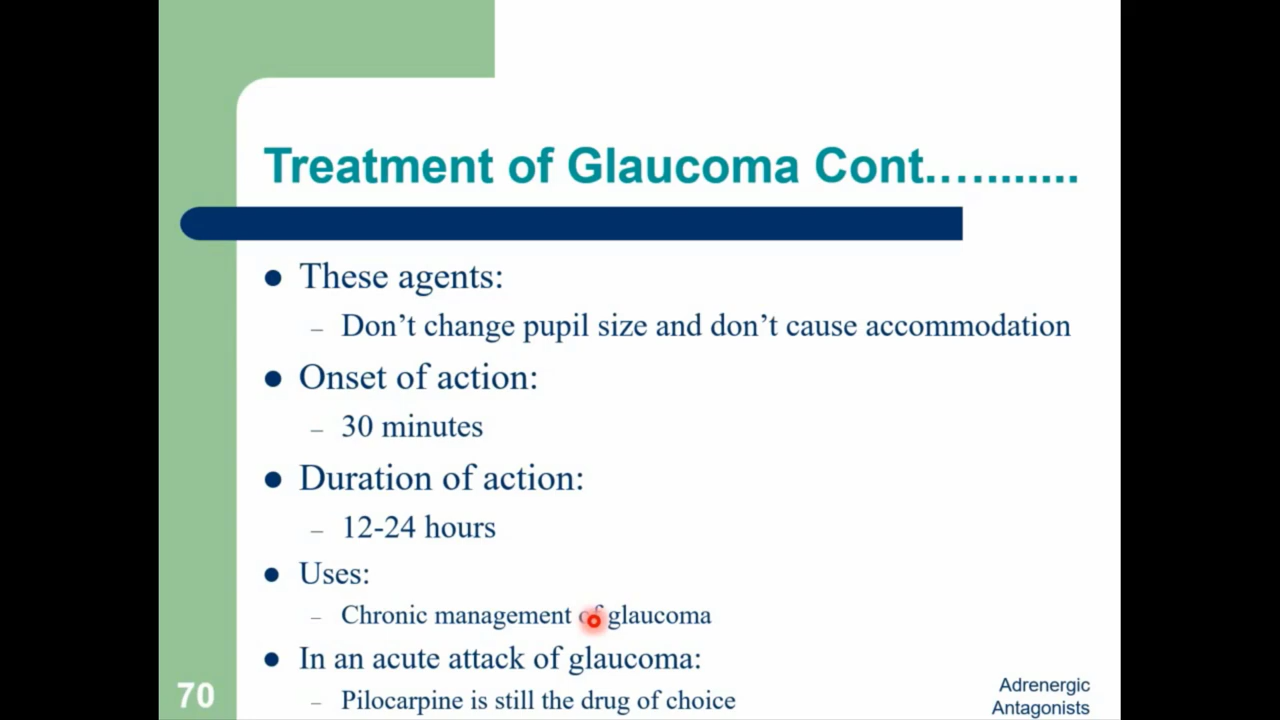 Treatment of Glaucoma Cont..........
● These agents:
– Don’t change pupil size and don’t cause accommodation
● Onset of action:
– 30 minutes
● Duration of action:
– 12-24 hours
● Uses:
– Chronic management of glaucoma
● In an acute attack of glaucoma:
– Pilocarpine is still the drug of choice
70
Adrenergic
Antagonists